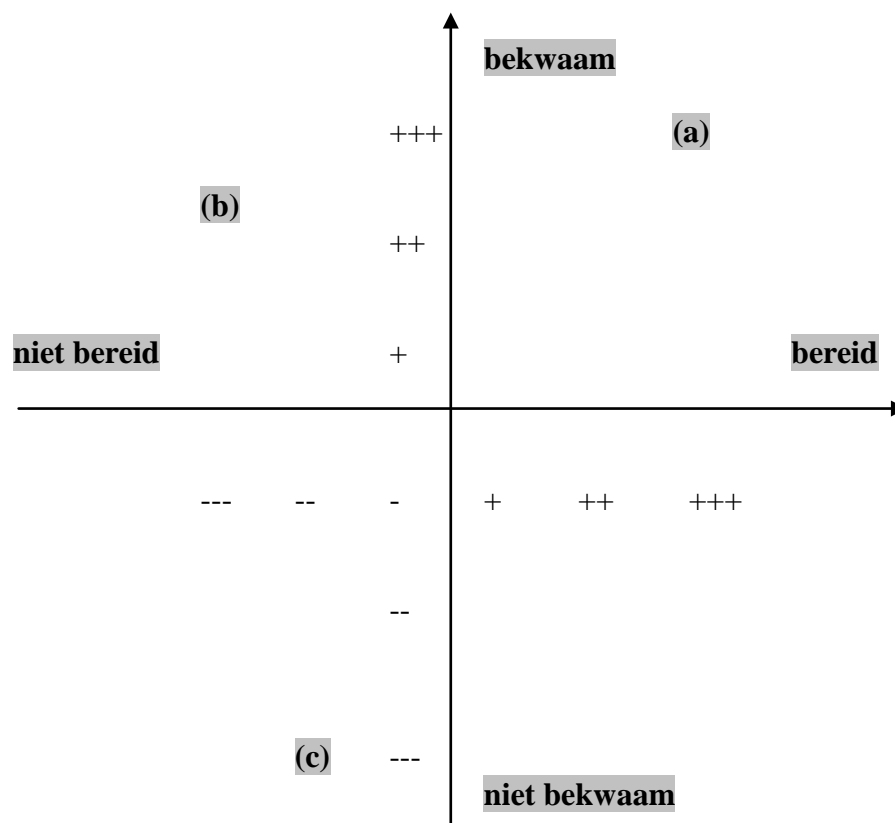 bekwaam
+++ (a)
(b)
++
niet bereid + bereid
--- -- - + ++ +++
--
(c) ---
niet bekwaam